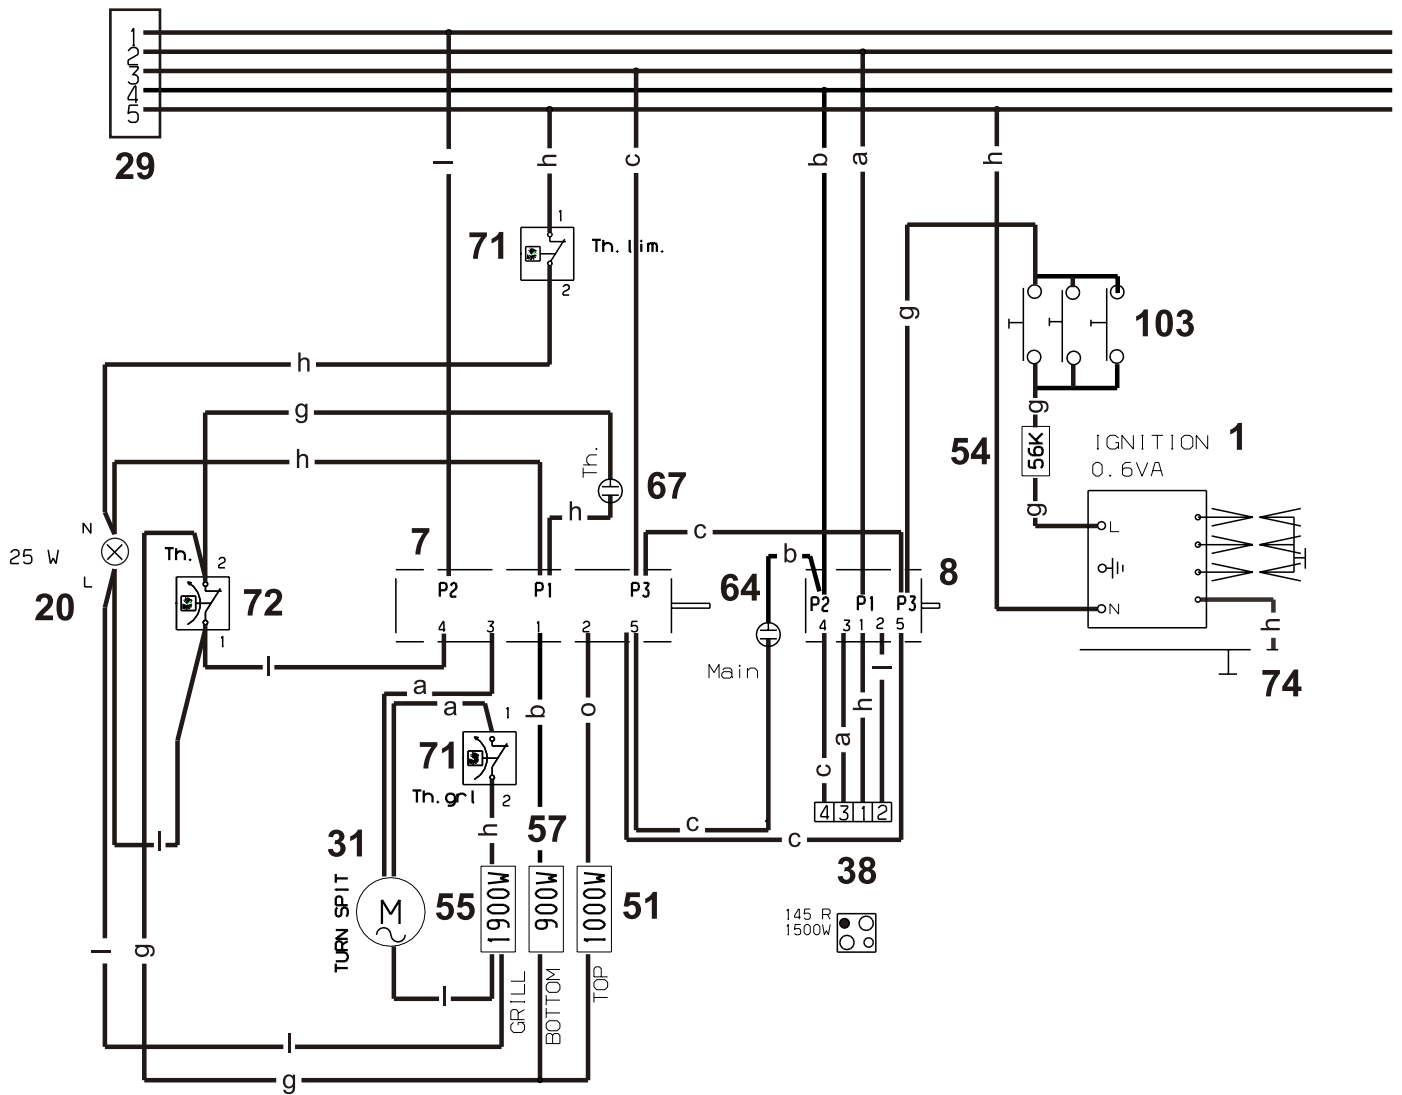 1
2
3
4
5
29
l
h
c
b
a
h
71
1
Th. lim.
2
g
103
h
g
h
Th.
67
h
g
54
56K
IGNITION 1
0.6VA
g
L
N
h
74
N
25 W
L
20
Th.
2
72
1
7
P2
P1
P3
4
3
1
2
5
c
b
64
Main
8
P2
P1
P3
4
3
1
2
5
l
h
a
c
4
3
1
2
38
l
a
a
1
71
Th.grl
2
b
o
h
c
c
l
31
57
TURN SPIT
M
55
1900W
900W
1000W
51
145 R
1500W
l
g
l
GRILL
BOTTOM
TOP
l
g